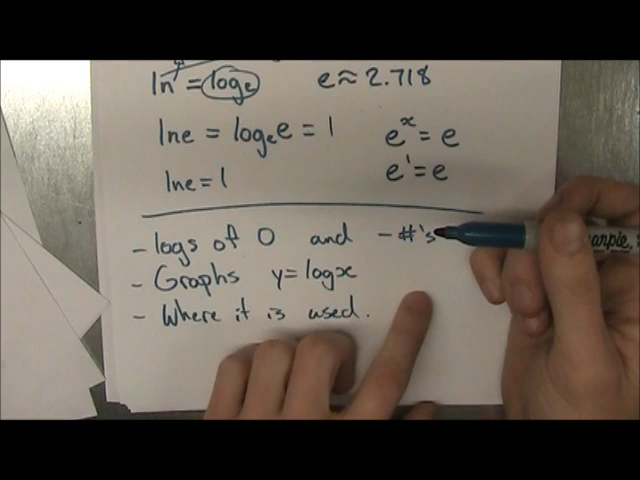 ln = logₑ e ≈ 2.718
lne = logₑe = 1 eˣ = e
lne = 1 e¹ = e
- logs of 0 and - #'s
- Graphs y = logx
- Where it is used.